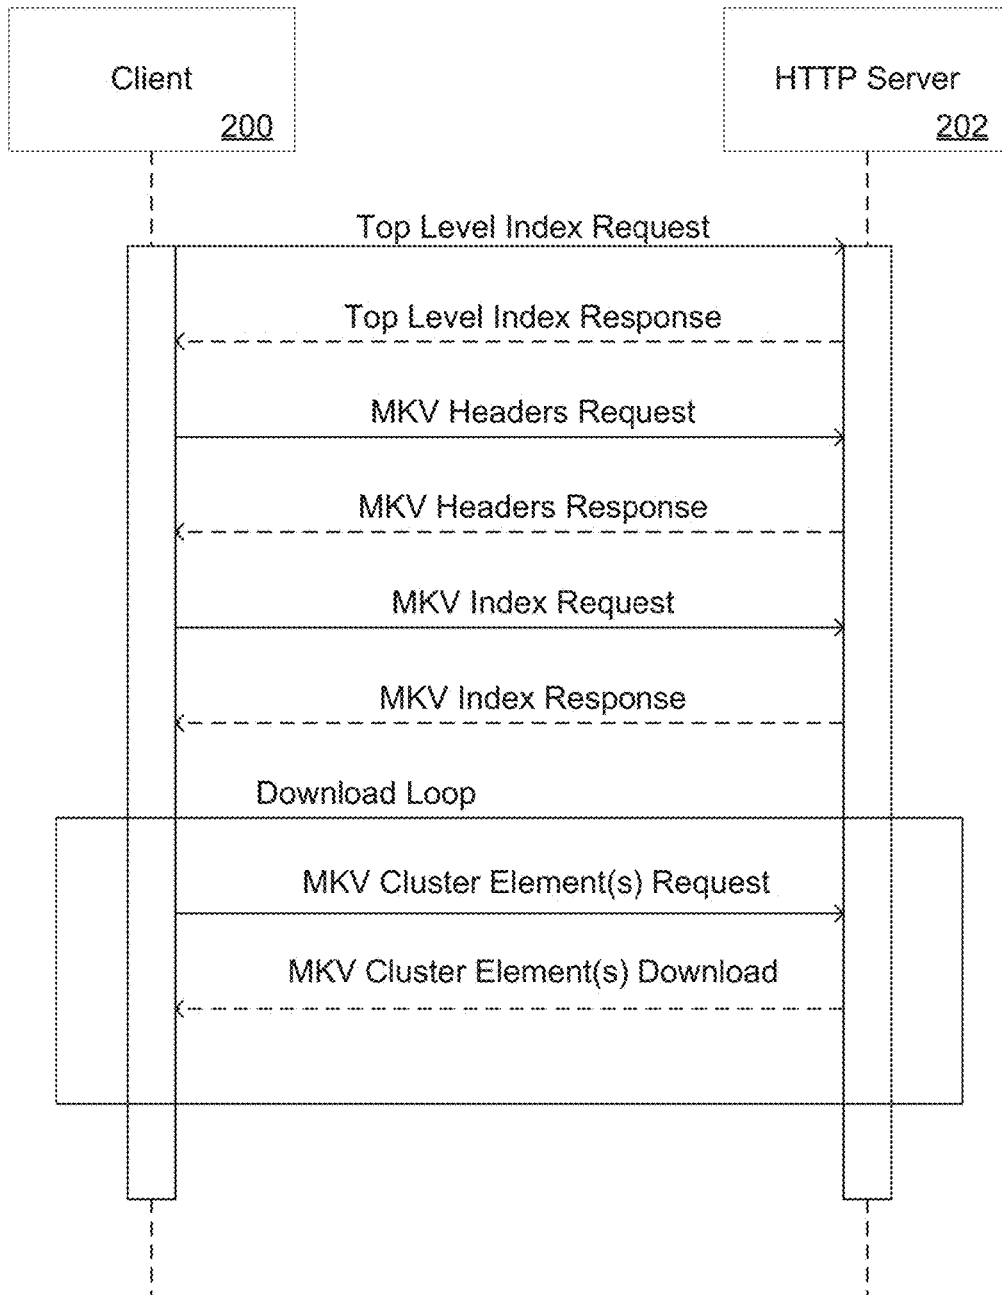 Client
200
HTTP Server
202
Top Level Index Request
Top Level Index Response
MKV Headers Request
MKV Headers Response
MKV Index Request
MKV Index Response
Download Loop
MKV Cluster Element(s) Request
MKV Cluster Element(s) Download